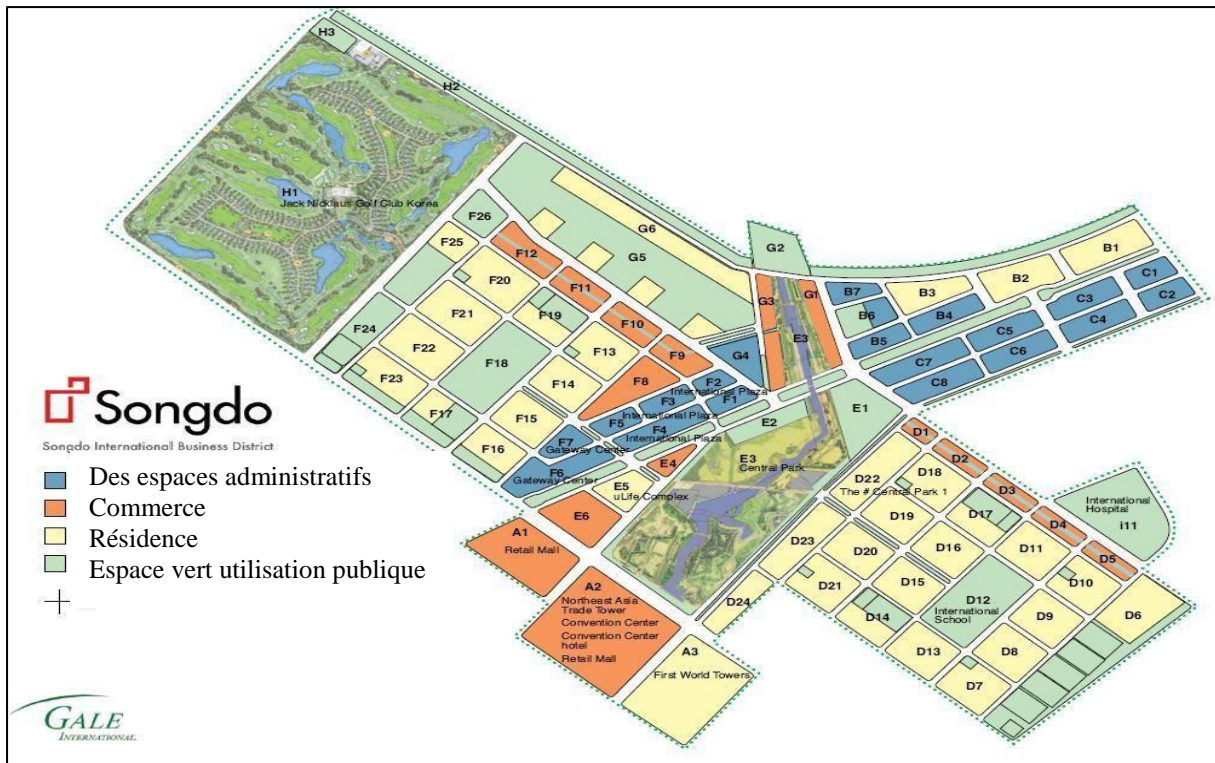 H3
H2
H1
Jack Nicklaus Golf Club Korea
F26
F25
F12
G6
G5
G2
F20
F11
F21
F19
F10
F24
F22
F18
F13
F9
F23
F14
F8
F17
F15
F16
G3
G1
E3
G4
F2
International Plaza
F3
F1
International Plaza
F5
F4
International Plaza
F7
Gateway Center
F6
Gateway Center
B7
B6
B5
B4
B3
B2
B1
C1
C2
C3
C4
C5
C6
C7
C8
E1
E2
E3
Central Park
E4
E5
uLife Complex
E6
A1
Retail Mall
A2
Northeast Asia
Trade Tower
Convention Center
Convention Center
hotel
Retail Mall
A3
First World Towers
D1
D2
D3
D4
D5
International
Hospital
i11
D22
D18
The # Central Park 1
D17
D19
D16
D11
D10
D6
D23
D20
D15
D12
International
School
D9
D21
D14
D8
D24
D13
D7
Songdo
Songdo International Business District
Des espaces administratifs
Commerce
Résidence
Espace vert utilisation publique
GALE
INTERNATIONAL